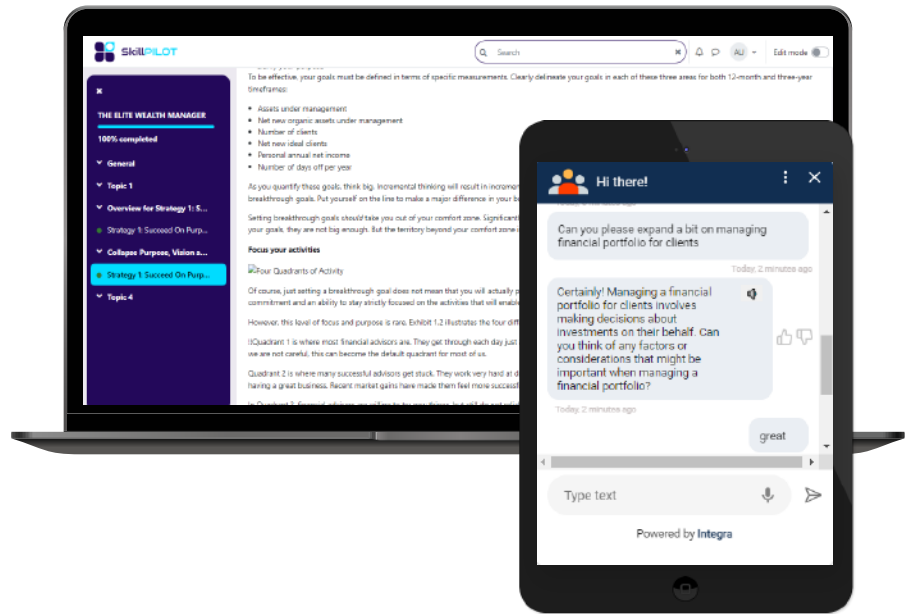 SkillPILOT
Search
AU
Edit mode
THE ELITE WEALTH MANAGER
100% completed
General
Topic 1
Overview for Strategy 1: S...
Strategy 1: Succeed On Purp...
Collapse Purpose, Vision a...
Strategy 1: Succeed On Purp...
Topic 4
To be effective, your goals must be defined in terms of specific measurements. Clearly delineate your goals in each of these three areas for both 12-month and three-year
timeframes:
Assets under management
Net new organic assets under management
Number of clients
Net new ideal clients
Personal annual net income
Number of days off per year
As you quantify these goals, think big. Incremental thinking will result in incremen
breakthrough goals. Put yourself on the line to make a major difference in your b
Setting breakthrough goals should take you out of your comfort zone. Significant
your goals, they are not big enough. But the territory beyond your comfort zone i
Focus your activities
Four Quadrants of Activity
Of course, just setting a breakthrough goal does not mean that you will actually p
commitment and an ability to stay strictly focused on the activities that will enable
However, this level of focus and purpose is rare. Exhibit 1.2 illustrates the four diff
Quadrant 1 is where most financial advisors are. They get through each day just
we are not careful, this can become the default quadrant for most of us.
Quadrant 2 is where many successful advisors get stuck. They work very hard at d
having a great business. Recent market gains have made them feel more successf
Hi there!
Can you please expand a bit on managing
financial portfolio for clients
Today, 2 minutes ago
Certainly! Managing a financial
portfolio for clients involves
making decisions about
investments on their behalf. Can
you think of any factors or
considerations that might be
important when managing a
financial portfolio?
Today, 2 minutes ago
great
Type text
Powered by Integra